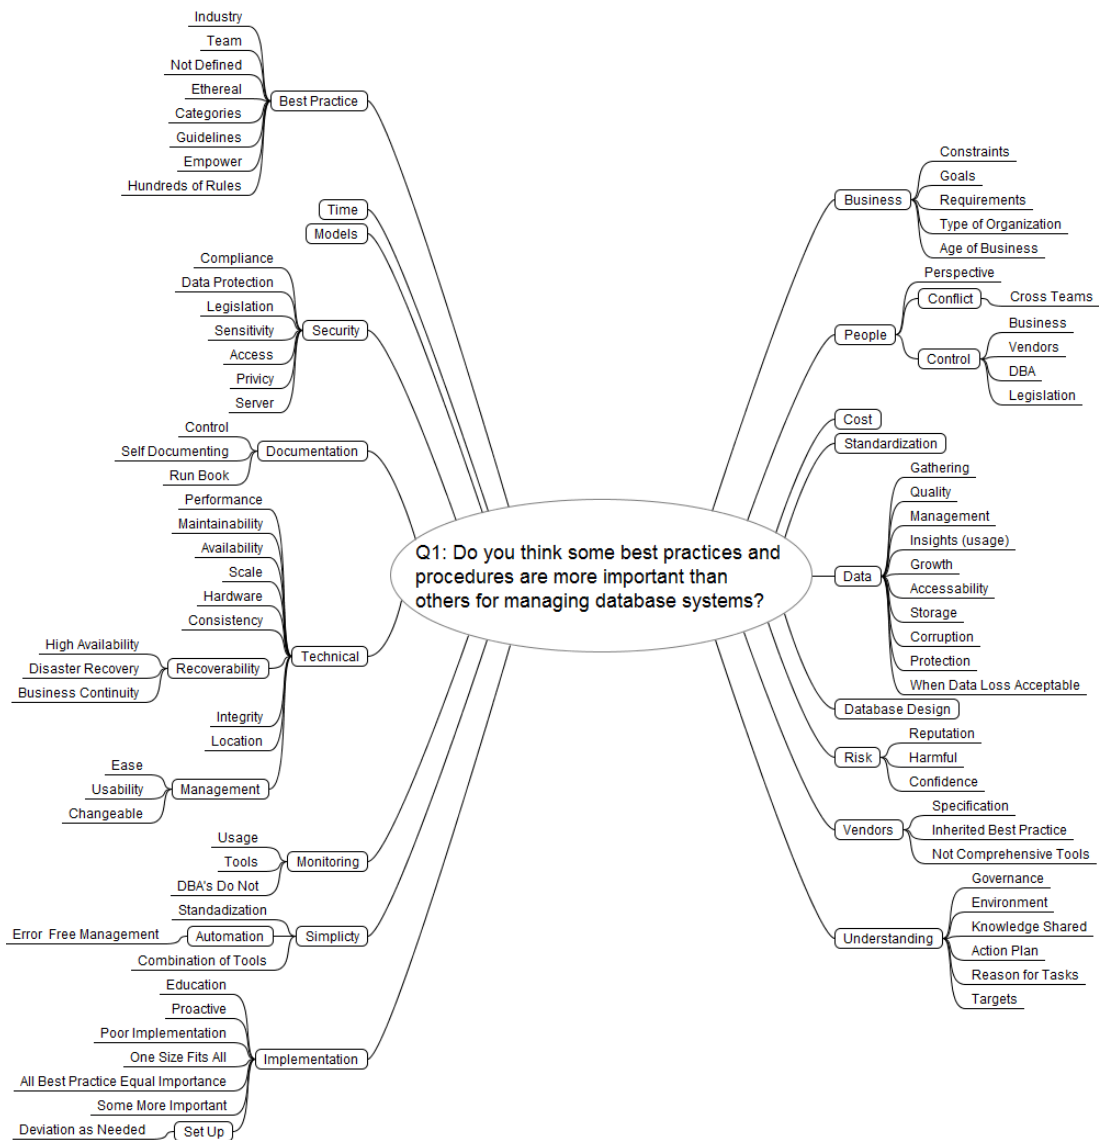 Q1: Do you think some best practices and
procedures are more important than
others for managing database systems?
Best Practice
Industry
Team
Not Defined
Ethereal
Categories
Guidelines
Empower
Hundreds of Rules
Time
Models
Security
Compliance
Data Protection
Legislation
Sensitivity
Access
Privicy
Server
Documentation
Control
Self Documenting
Run Book
Technical
Performance
Maintainability
Availability
Scale
Hardware
Consistency
Recoverability
High Availability
Disaster Recovery
Business Continuity
Integrity
Location
Management
Ease
Usability
Changeable
Monitoring
Usage
Tools
DBA's Do Not
Simplicty
Standadization
Automation
Error Free Management
Combination of Tools
Implementation
Education
Proactive
Poor Implementation
One Size Fits All
All Best Practice Equal Importance
Some More Important
Set Up
Deviation as Needed
Business
Constraints
Goals
Requirements
Type of Organization
Age of Business
People
Perspective
Conflict
Cross Teams
Control
Business
Vendors
DBA
Legislation
Cost
Standardization
Data
Gathering
Quality
Management
Insights (usage)
Growth
Accessability
Storage
Corruption
Protection
When Data Loss Acceptable
Database Design
Risk
Reputation
Harmful
Confidence
Vendors
Specification
Inherited Best Practice
Not Comprehensive Tools
Understanding
Governance
Environment
Knowledge Shared
Action Plan
Reason for Tasks
Targets